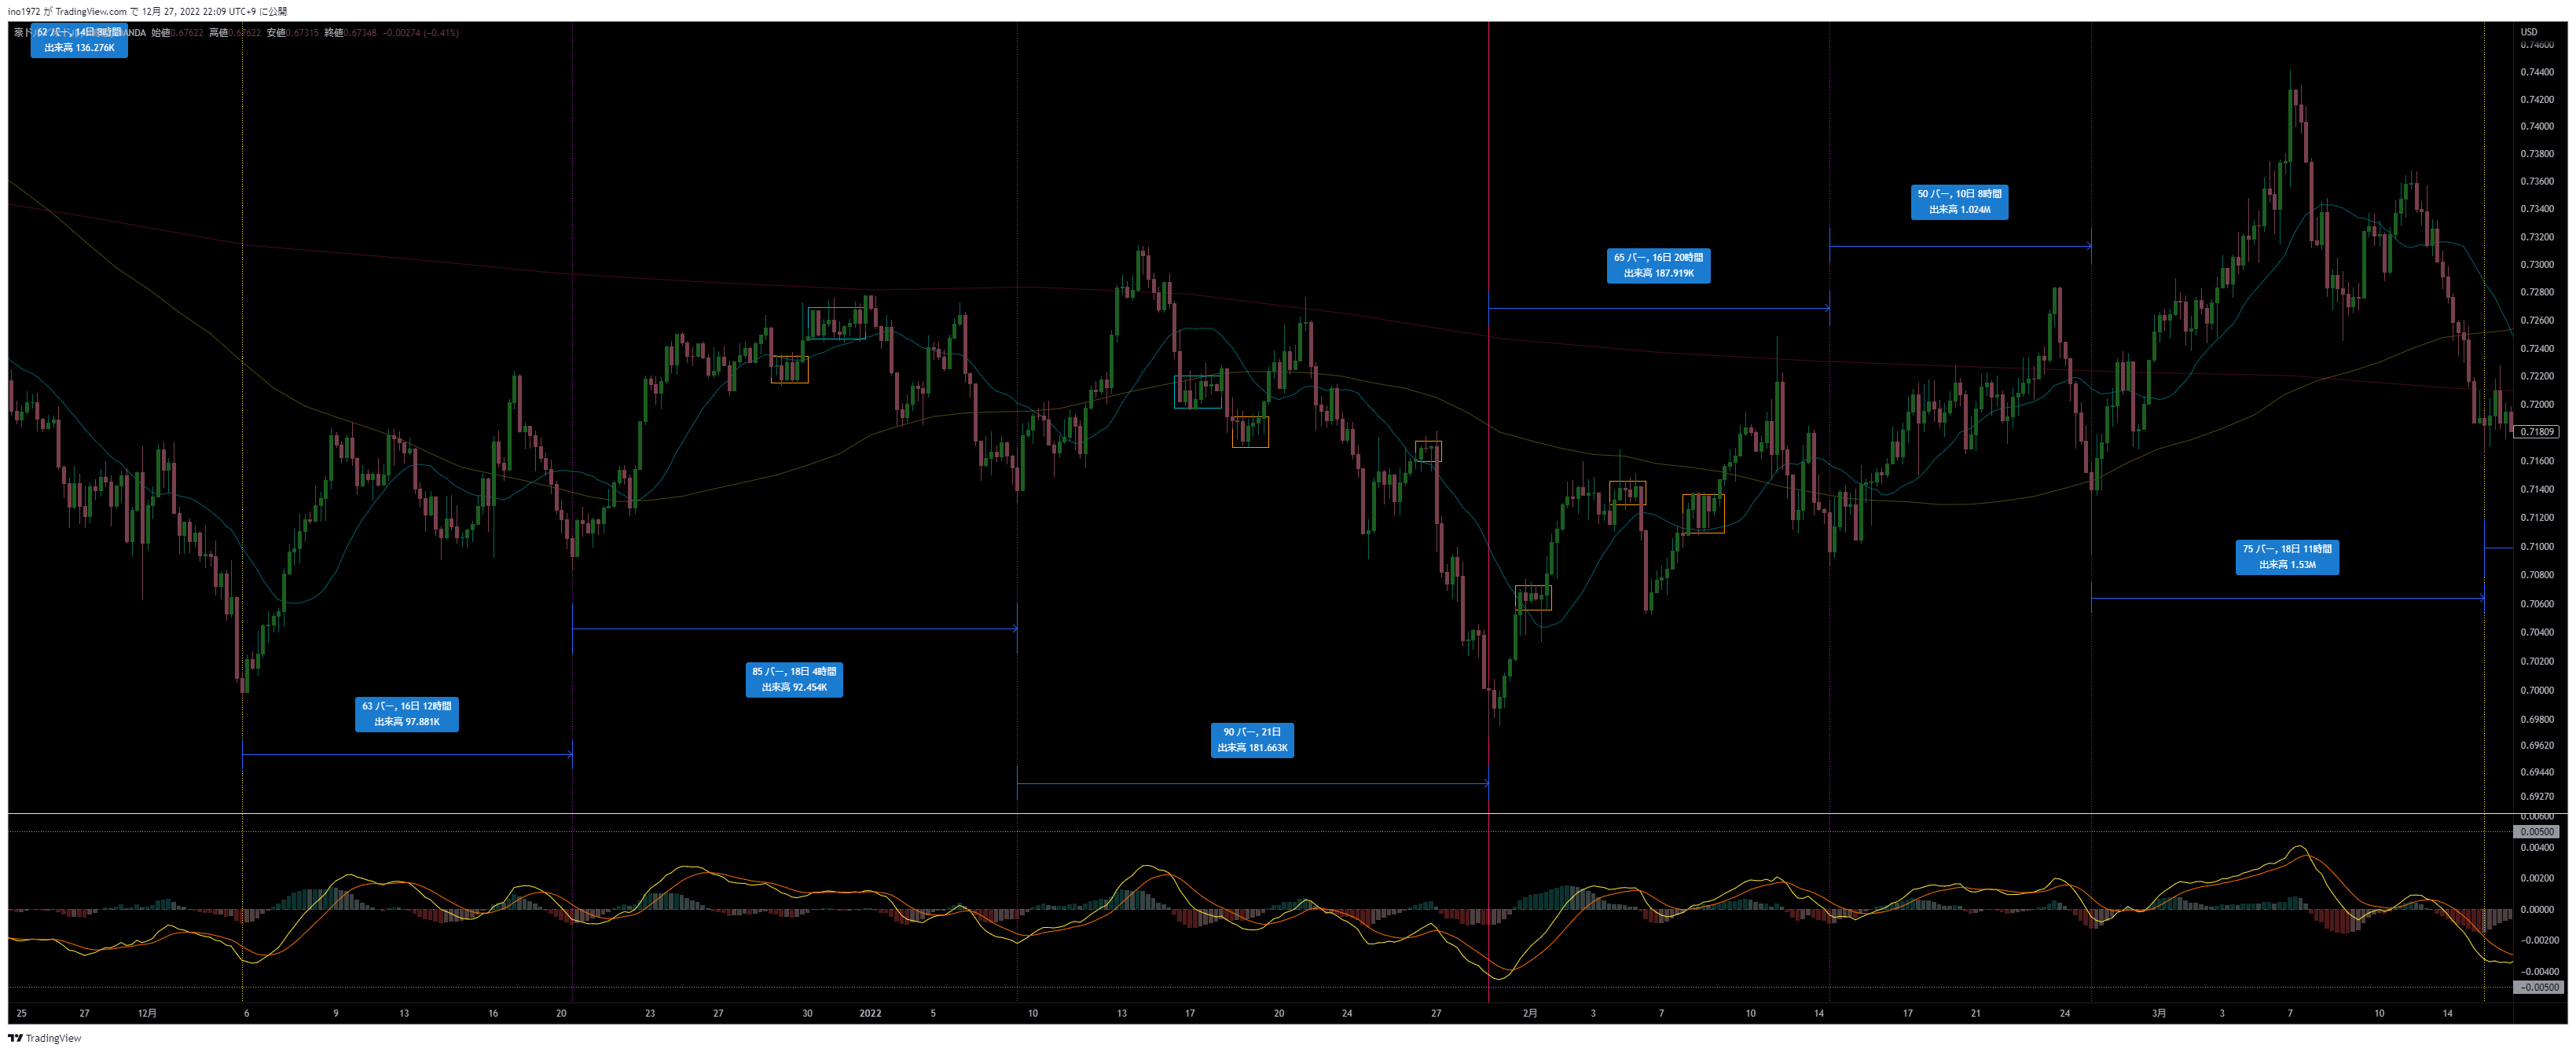 ino1972 が TradingView.com で 12月 27, 2022 22:09 UTC+9 に公開
ANDA 始値0.67622 高値0.67622 安値0.67315 終値0.67348 −0.00274 (−0.41%)
出来高 136.276K
USD
0.74600
0.74400
0.74200
0.74000
0.73800
0.73600
0.73400
0.73200
0.73000
0.72800
0.72600
0.72400
0.72200
0.72000
0.71809
0.71600
0.71400
0.71200
0.71000
0.70800
0.70600
0.70400
0.70200
0.70000
0.69800
0.69620
0.69440
0.69270
50 バー, 10日 8時間
出来高 1.024M
65 バー, 16日 20時間
出来高 187.919K
75 バー, 18日 11時間
出来高 1.53M
85 バー, 18日 4時間
出来高 92.454K
63 バー, 16日 12時間
出来高 97.881K
90 バー, 21日
出来高 181.663K
0.00600
0.00500
0.00400
0.00200
0.00000
−0.00200
−0.00400
−0.00500
25 27 12月 6 9 13 16 20 23 27 30 2022 5 10 13 17 20 24 27 2月 3 7 10 14 17 21 24 3月 3 7 10 14
TradingView